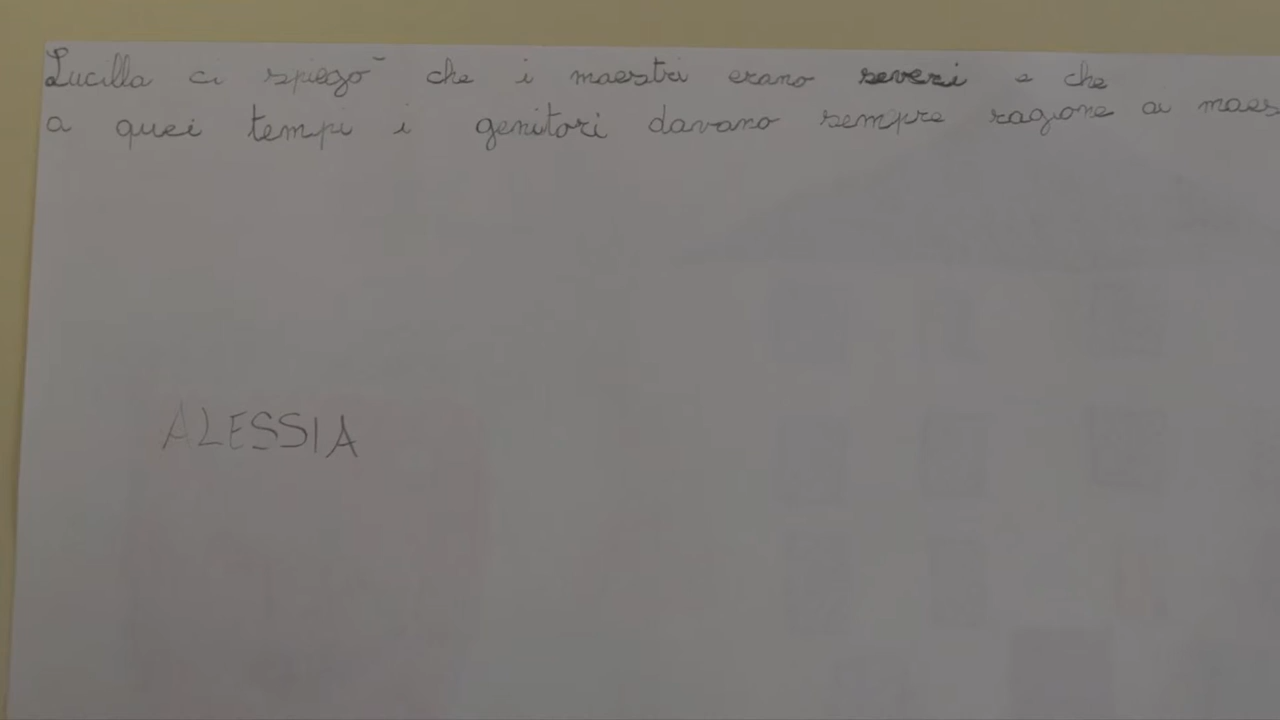 Lucilla ci spiegò che i maestri erano severi e che
a quei tempi i genitori davano sempre ragione ai maes
ALESSIA